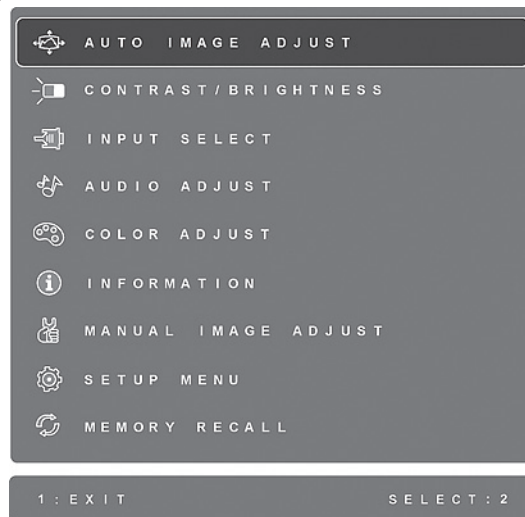 AUTO IMAGE ADJUST
CONTRAST/BRIGHTNESS
INPUT SELECT
AUDIO ADJUST
COLOR ADJUST
INFORMATION
MANUAL IMAGE ADJUST
SETUP MENU
MEMORY RECALL
1:EXIT SELECT:2